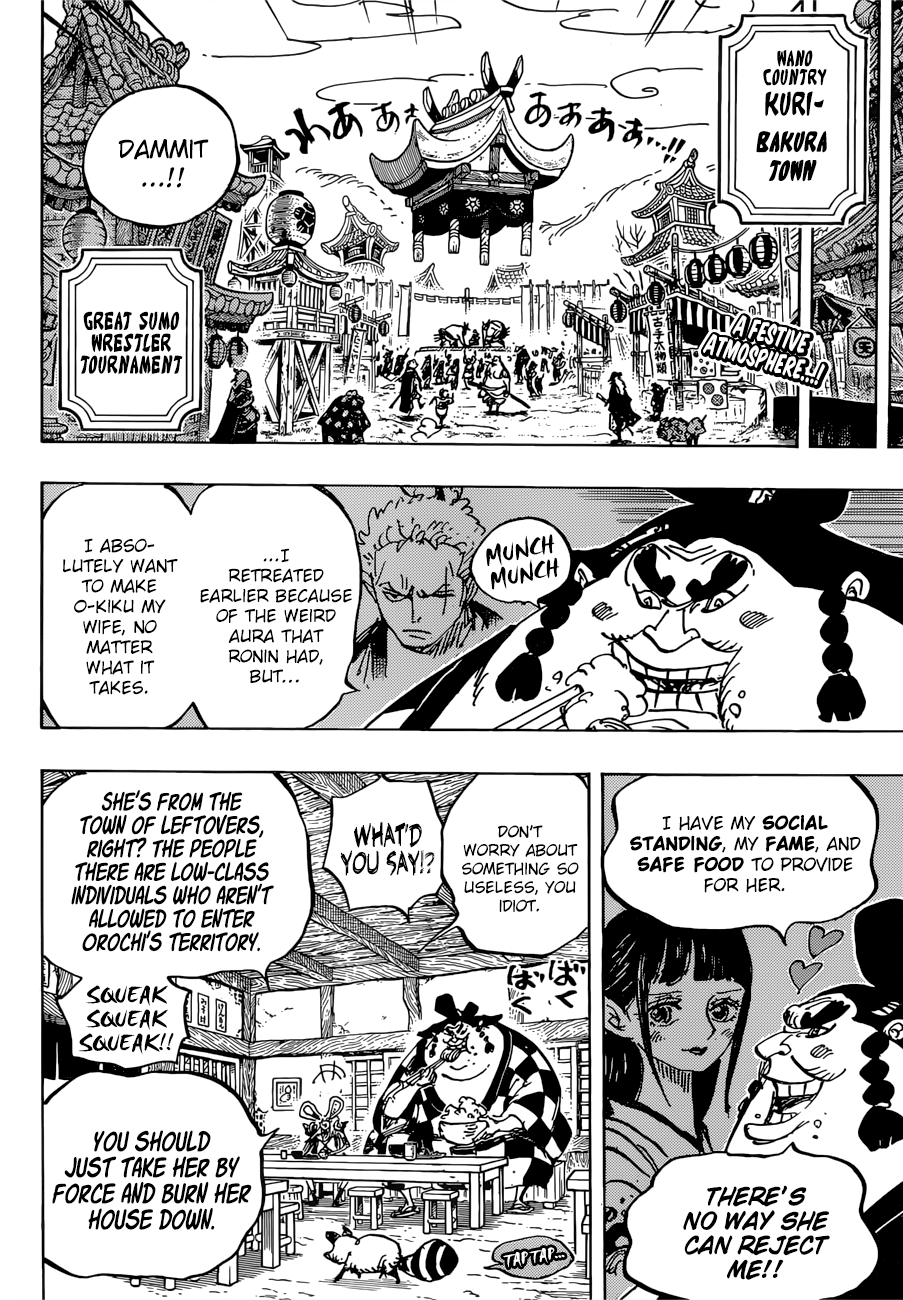 WANO
COUNTRY
KURI-
BAKURA
TOWN
わあああ
ああああ…!!
DAMMIT
...!!
GREAT SUMO
WRESTLER
TOURNAMENT
A FESTIVE
ATMOSPHERE...!
MUNCH
MUNCH
...I
RETREATED
EARLIER BECAUSE
OF THE WEIRD
AURA THAT
RONIN HAD,
BUT...
I ABSO-
LUTELY WANT
TO MAKE
O-KIKU MY
WIFE, NO
MATTER
WHAT IT
TAKES.
I HAVE MY SOCIAL
STANDING, MY FAME, AND
SAFE FOOD TO PROVIDE
FOR HER.
THERE'S
NO WAY SHE
CAN REJECT
ME!!
DON'T
WORRY ABOUT
SOMETHING SO
USELESS, YOU
IDIOT.
WHAT'D
YOU SAY!?
ばく
ばく
SHE'S FROM THE
TOWN OF LEFTOVERS,
RIGHT? THE PEOPLE
THERE ARE LOW-CLASS
INDIVIDUALS WHO AREN'T
ALLOWED TO ENTER
OROCHI'S TERRITORY.
SQUEAK
SQUEAK
SQUEAK!!
YOU SHOULD
JUST TAKE HER BY
FORCE AND BURN HER
HOUSE DOWN.
TAP TAP...